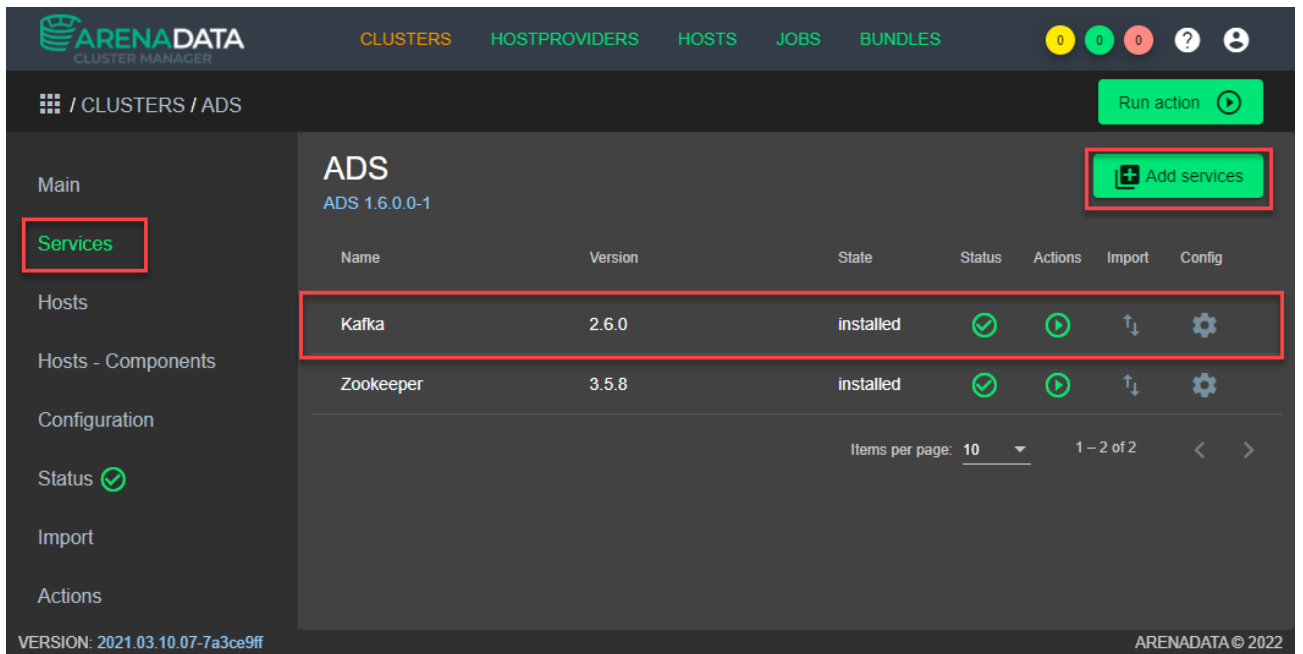 ARENADATA
CLUSTER MANAGER
CLUSTERS HOSTPROVIDERS HOSTS JOBS BUNDLES 0 0 0 ?
/ CLUSTERS / ADS
Run action
Main
Services
Hosts
Hosts - Components
Configuration
Status
Import
Actions
ADS
ADS 1.6.0.0-1
Add services
Name Version State Status Actions Import Config
Kafka 2.6.0 installed
Zookeeper 3.5.8 installed
Items per page: 10 1 – 2 of 2
VERSION: 2021.03.10.07-7a3ce9ff
ARENADATA © 2022